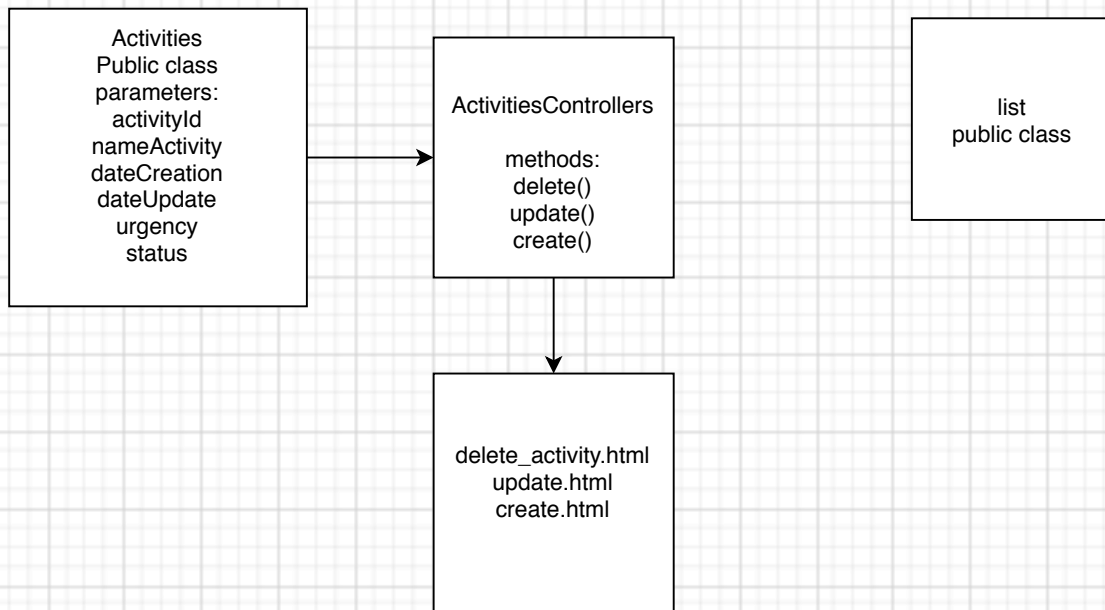 Activities
Public class
parameters:
activityId
nameActivity
dateCreation
dateUpdate
urgency
status
ActivitiesControllers
methods:
delete()
update()
create()
list
public class
delete_activity.html
update.html
create.html